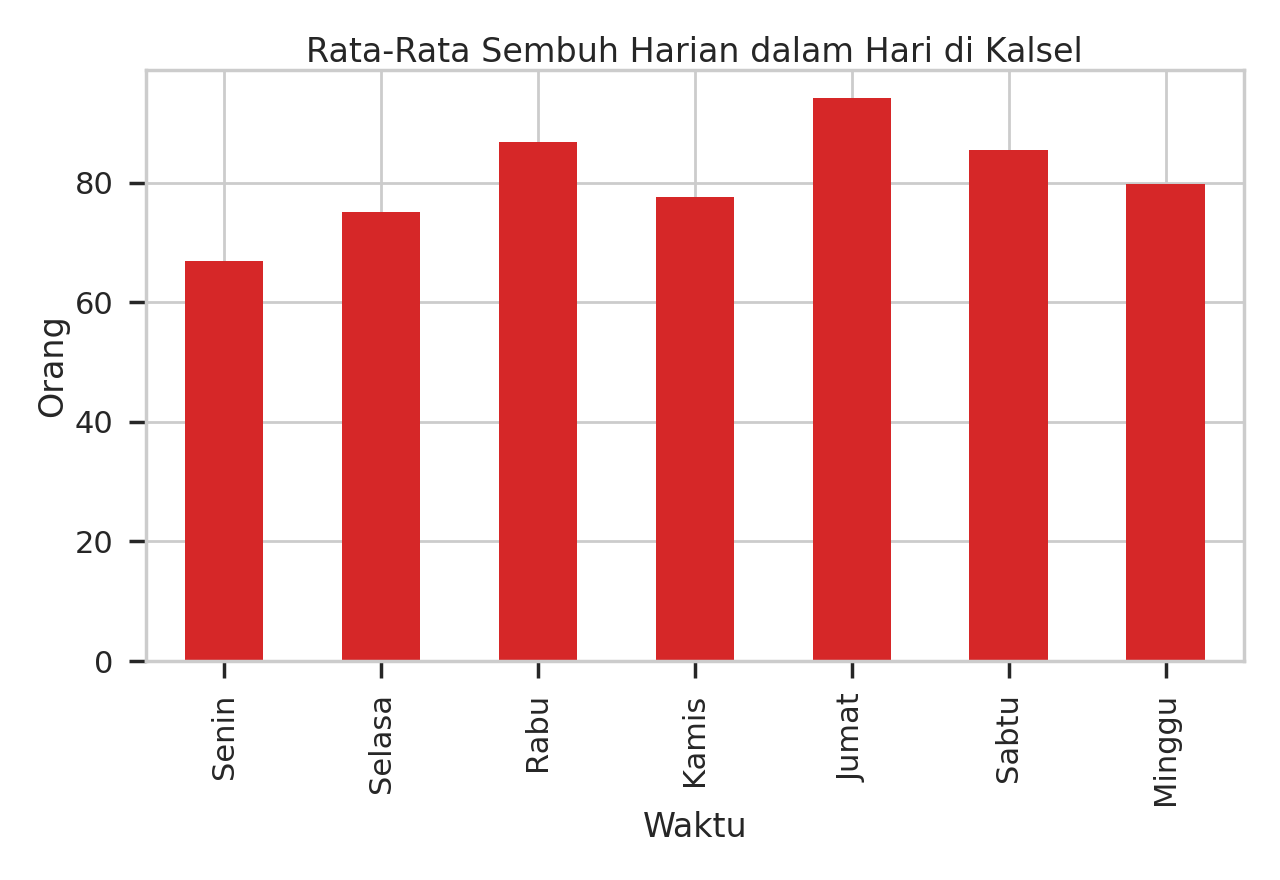 Rata-Rata Sembuh Harian dalam Hari di Kalsel
Orang
80
60
40
20
0
Senin
Selasa
Rabu
Kamis
Jumat
Sabtu
Minggu
Waktu